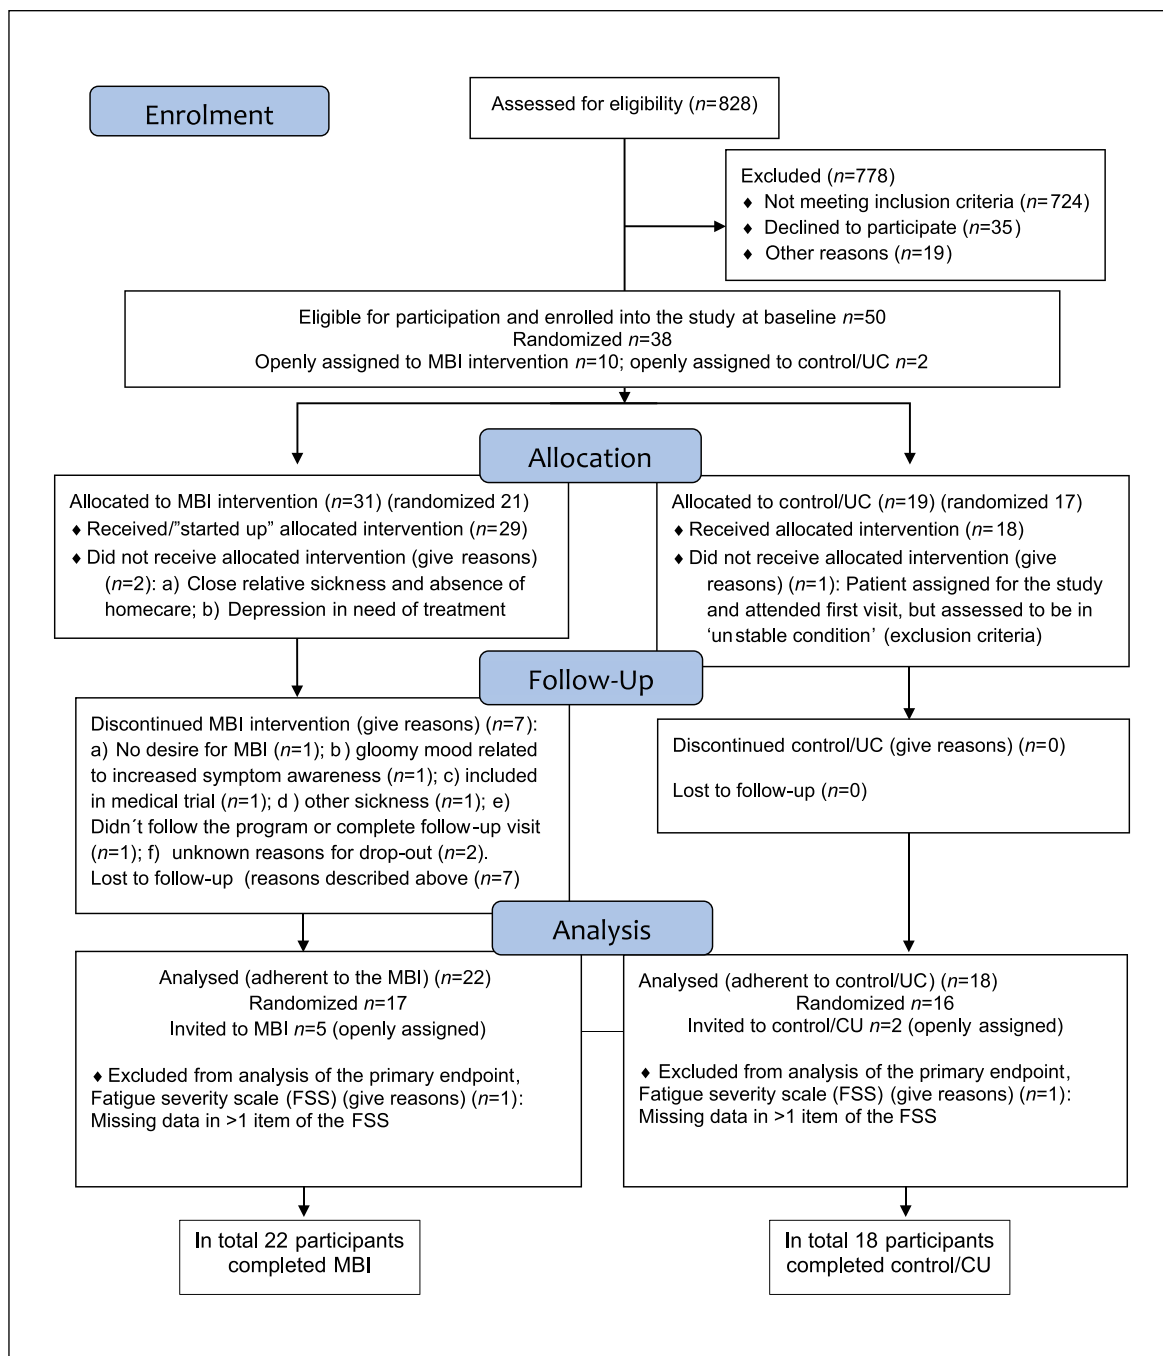 Enrolment
Assessed for eligibility (n=828)
Excluded (n=778)
♦ Not meeting inclusion criteria (n=724)
♦ Declined to participate (n=35)
♦ Other reasons (n=19)
Eligible for participation and enrolled into the study at baseline n=50
Randomized n=38
Openly assigned to MBI intervention n=10; openly assigned to control/UC n=2
Allocation
Allocated to MBI intervention (n=31) (randomized 21)
♦ Received/”started up” allocated intervention (n=29)
♦ Did not receive allocated intervention (give reasons)
(n=2): a) Close relative sickness and absence of
homecare; b) Depression in need of treatment
Allocated to control/UC (n=19) (randomized 17)
♦ Received allocated intervention (n=18)
♦ Did not receive allocated intervention (give
reasons) (n=1): Patient assigned for the study
and attended first visit, but assessed to be in
‘unstable condition’ (exclusion criteria)
Follow-Up
Discontinued MBI intervention (give reasons) (n=7):
a) No desire for MBI (n=1); b) gloomy mood related
to increased symptom awareness (n=1); c) included
in medical trial (n=1); d) other sickness (n=1); e)
Didn´t follow the program or complete follow-up visit
(n=1); f) unknown reasons for drop-out (n=2).
Lost to follow-up (reasons described above (n=7)
Discontinued control/UC (give reasons) (n=0)
Lost to follow-up (n=0)
Analysis
Analysed (adherent to the MBI) (n=22)
Randomized n=17
Invited to MBI n=5 (openly assigned)
♦ Excluded from analysis of the primary endpoint,
Fatigue severity scale (FSS) (give reasons) (n=1):
Missing data in >1 item of the FSS
Analysed (adherent to control/UC) (n=18)
Randomized n=16
Invited to control/CU n=2 (openly assigned)
♦ Excluded from analysis of the primary endpoint,
Fatigue severity scale (FSS) (give reasons) (n=1):
Missing data in >1 item of the FSS
In total 22 participants
completed MBI
In total 18 participants
completed control/CU